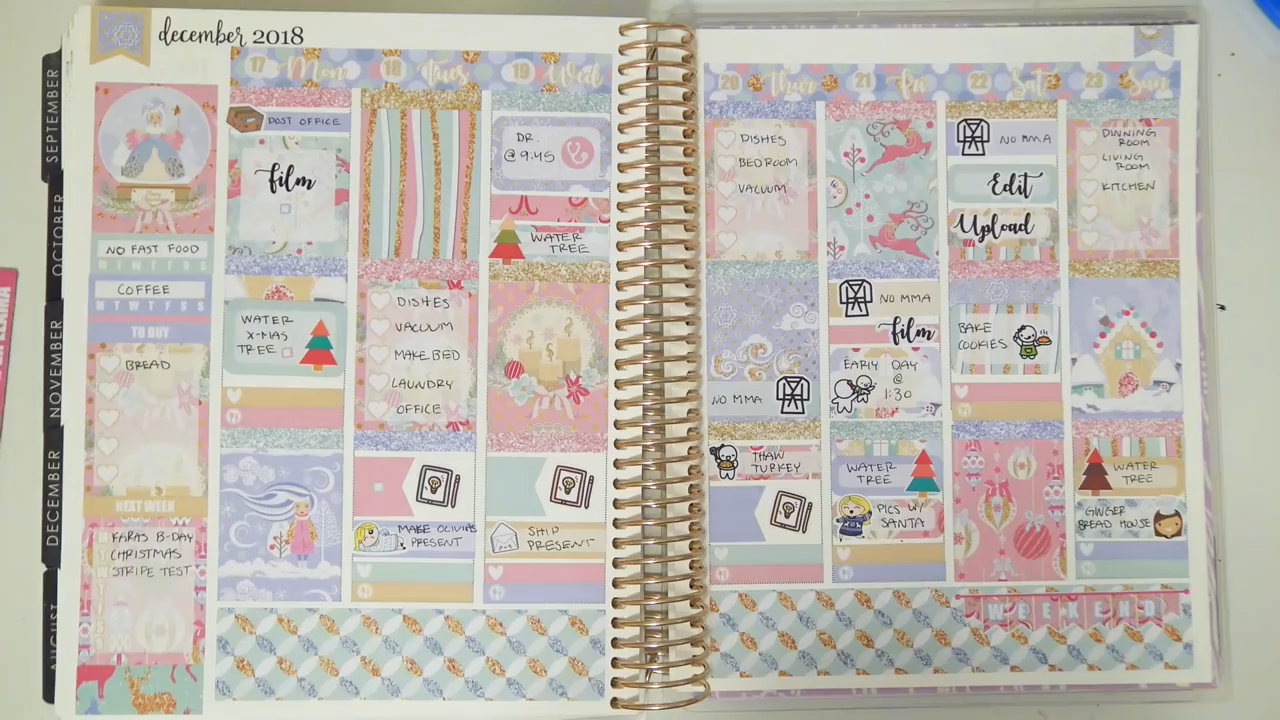 december 2018
SEPTEMBER
OCTOBER
NOVEMBER
DECEMBER
AUGUST
NO FAST FOOD
M T W T F S S
COFFEE
M T W T F S S
TO BUY
BREAD
NEXT WEEK
KARAS B-DAY
CHRISTMAS
STRIPE TEST
17 Mon
POST OFFICE
film
WATER
X-MAS
TREE
18 Tues
DISHES
VACUUM
MAKE BED
LAUNDRY
OFFICE
MAKE OLIVIAS
PRESENT
19 Wed
DR.
@ 9:45
WATER
TREE
SHIP
PRESENT
20 Thur
DISHES
BEDROOM
VACUUM
NO MMA
THAW
TURKEY
21 Fri
NO MMA
film
EARLY DAY
@
1:30
WATER
TREE
PICS W/
SANTA
22 Sat
NO MMA
Edit
Upload
BAKE
COOKIES
23 Sun
DINNING
ROOM
LIVING
ROOM
KITCHEN
WATER
TREE
GINGER
BREAD HOUSE
WEEKEND